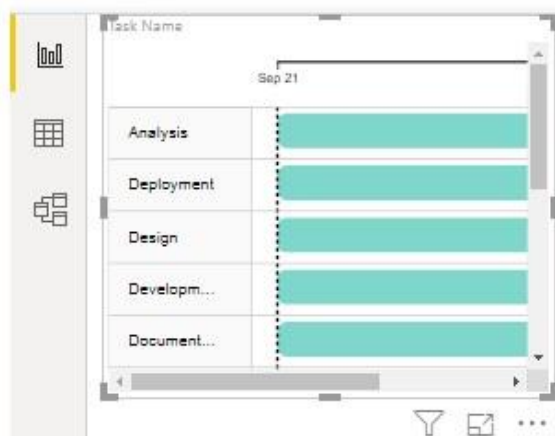 Task Name
Sep 21
Analysis
Deployment
Design
Developm...
Document...